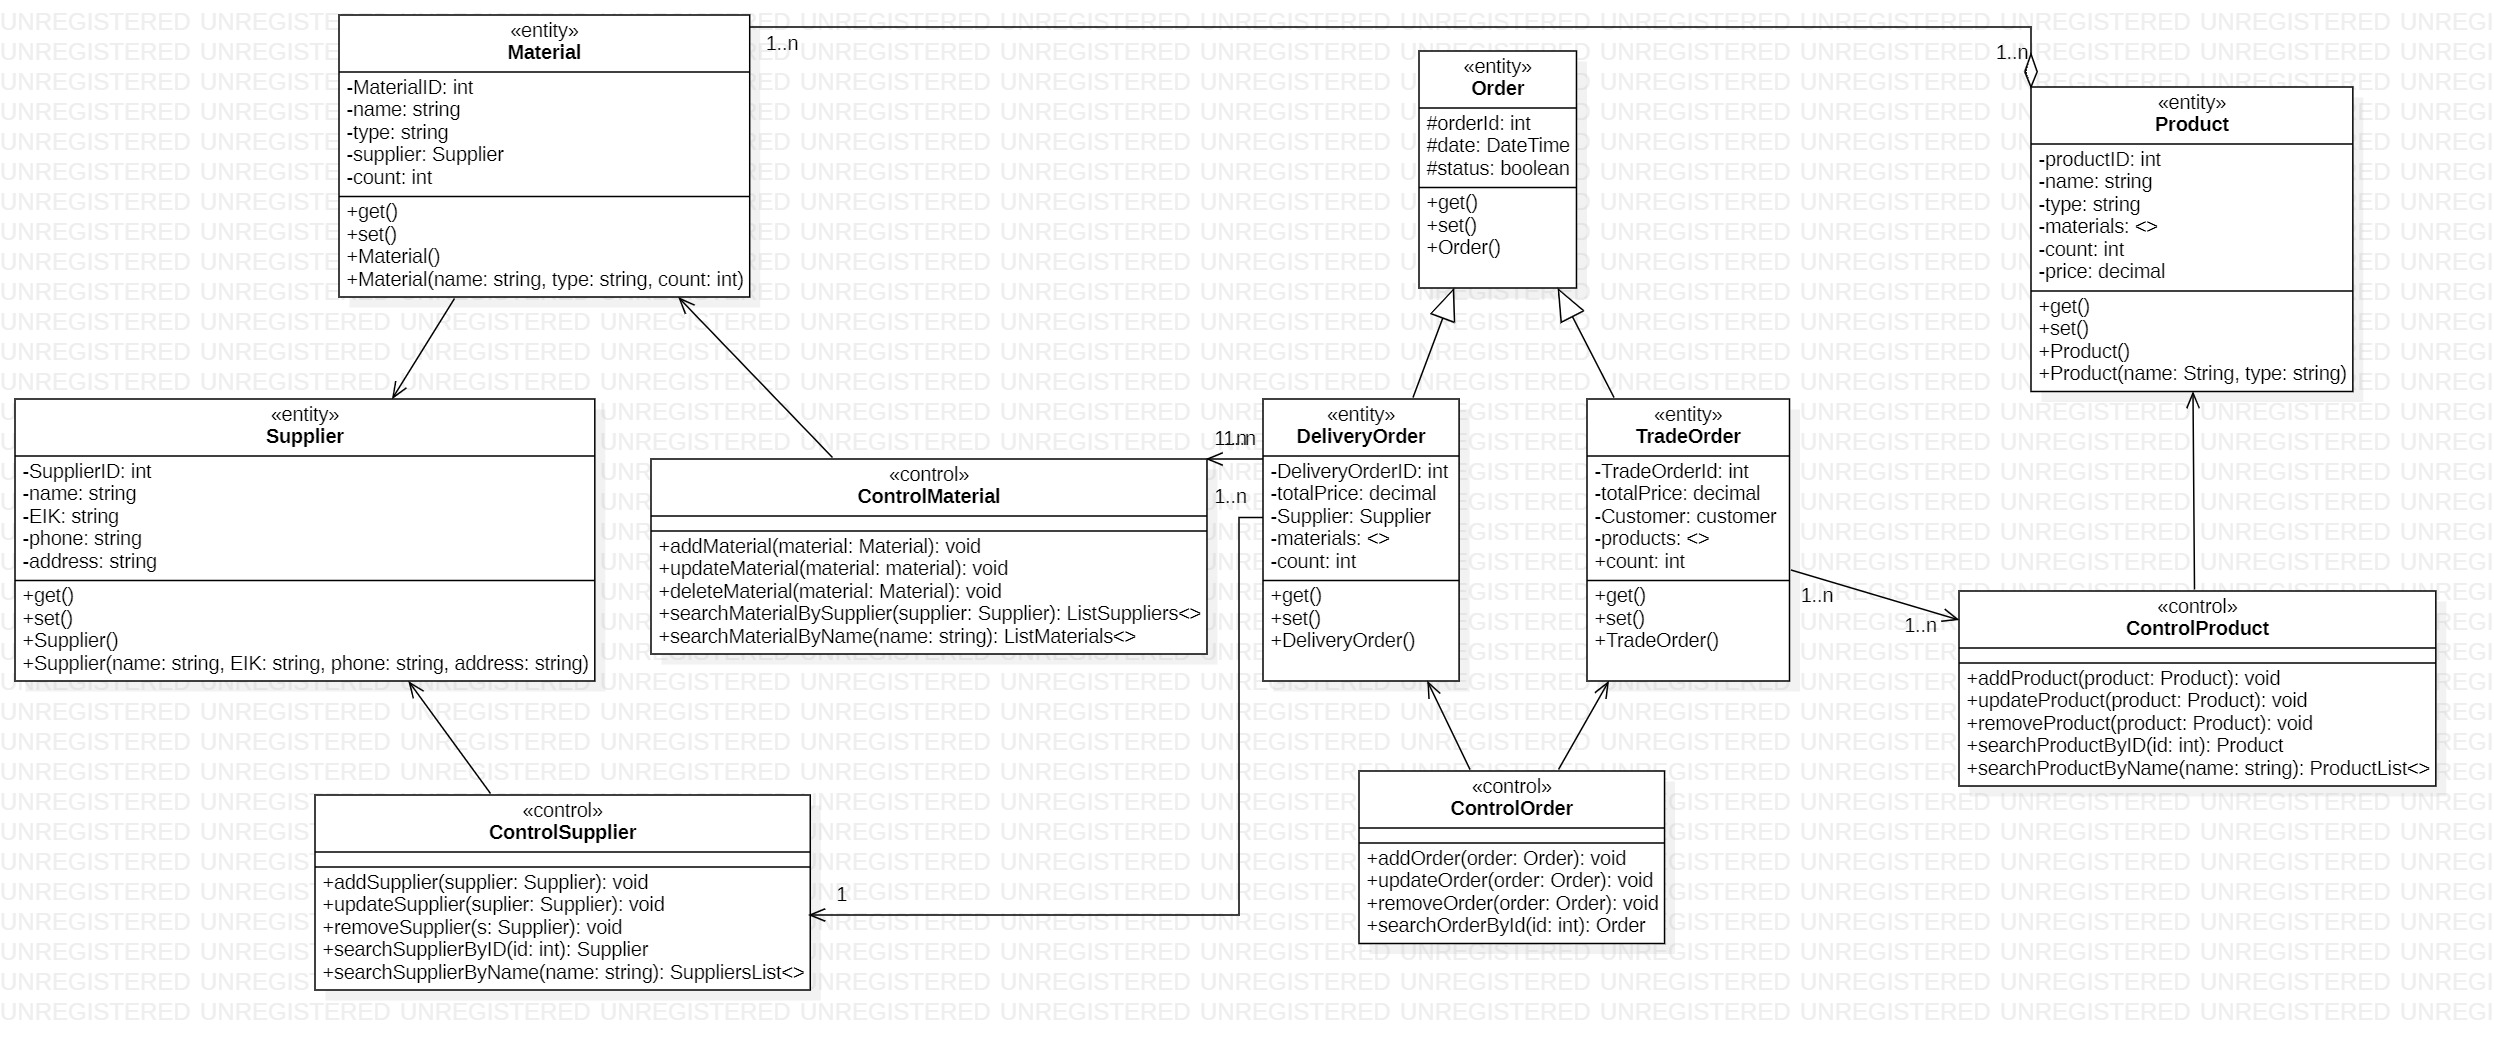 «entity»
Material
-MaterialID: int
-name: string
-type: string
-supplier: Supplier
-count: int
+get()
+set()
+Material()
+Material(name: string, type: string, count: int)
1..n
1..n
«entity»
Order
#orderId: int
#date: DateTime
#status: boolean
+get()
+set()
+Order()
«entity»
Product
-productID: int
-name: string
-type: string
-materials: <>
-count: int
-price: decimal
+get()
+set()
+Product()
+Product(name: String, type: string)
«entity»
Supplier
-SupplierID: int
-name: string
-EIK: string
-phone: string
-address: string
+get()
+set()
+Supplier()
+Supplier(name: string, EIK: string, phone: string, address: string)
«control»
ControlMaterial
+addMaterial(material: Material): void
+updateMaterial(material: material): void
+deleteMaterial(material: Material): void
+searchMaterialBySupplier(supplier: Supplier): ListSuppliers<>
+searchMaterialByName(name: string): ListMaterials<>
1..n
«entity»
DeliveryOrder
-DeliveryOrderID: int
-totalPrice: decimal
-Supplier: Supplier
-materials: <>
-count: int
+get()
+set()
+DeliveryOrder()
«entity»
TradeOrder
-TradeOrderId: int
-totalPrice: decimal
-Customer: customer
-products: <>
+count: int
+get()
+set()
+TradeOrder()
1..n
1..n
«control»
ControlProduct
+addProduct(product: Product): void
+updateProduct(product: Product): void
+removeProduct(product: Product): void
+searchProductByID(id: int): Product
+searchProductByName(name: string): ProductList<>
«control»
ControlSupplier
+addSupplier(supplier: Supplier): void
+updateSupplier(suplier: Supplier): void
+removeSupplier(s: Supplier): void
+searchSupplierByID(id: int): Supplier
+searchSupplierByName(name: string): SuppliersList<>
1
«control»
ControlOrder
+addOrder(order: Order): void
+updateOrder(order: Order): void
+removeOrder(order: Order): void
+searchOrderById(id: int): Order
UNREGISTERED